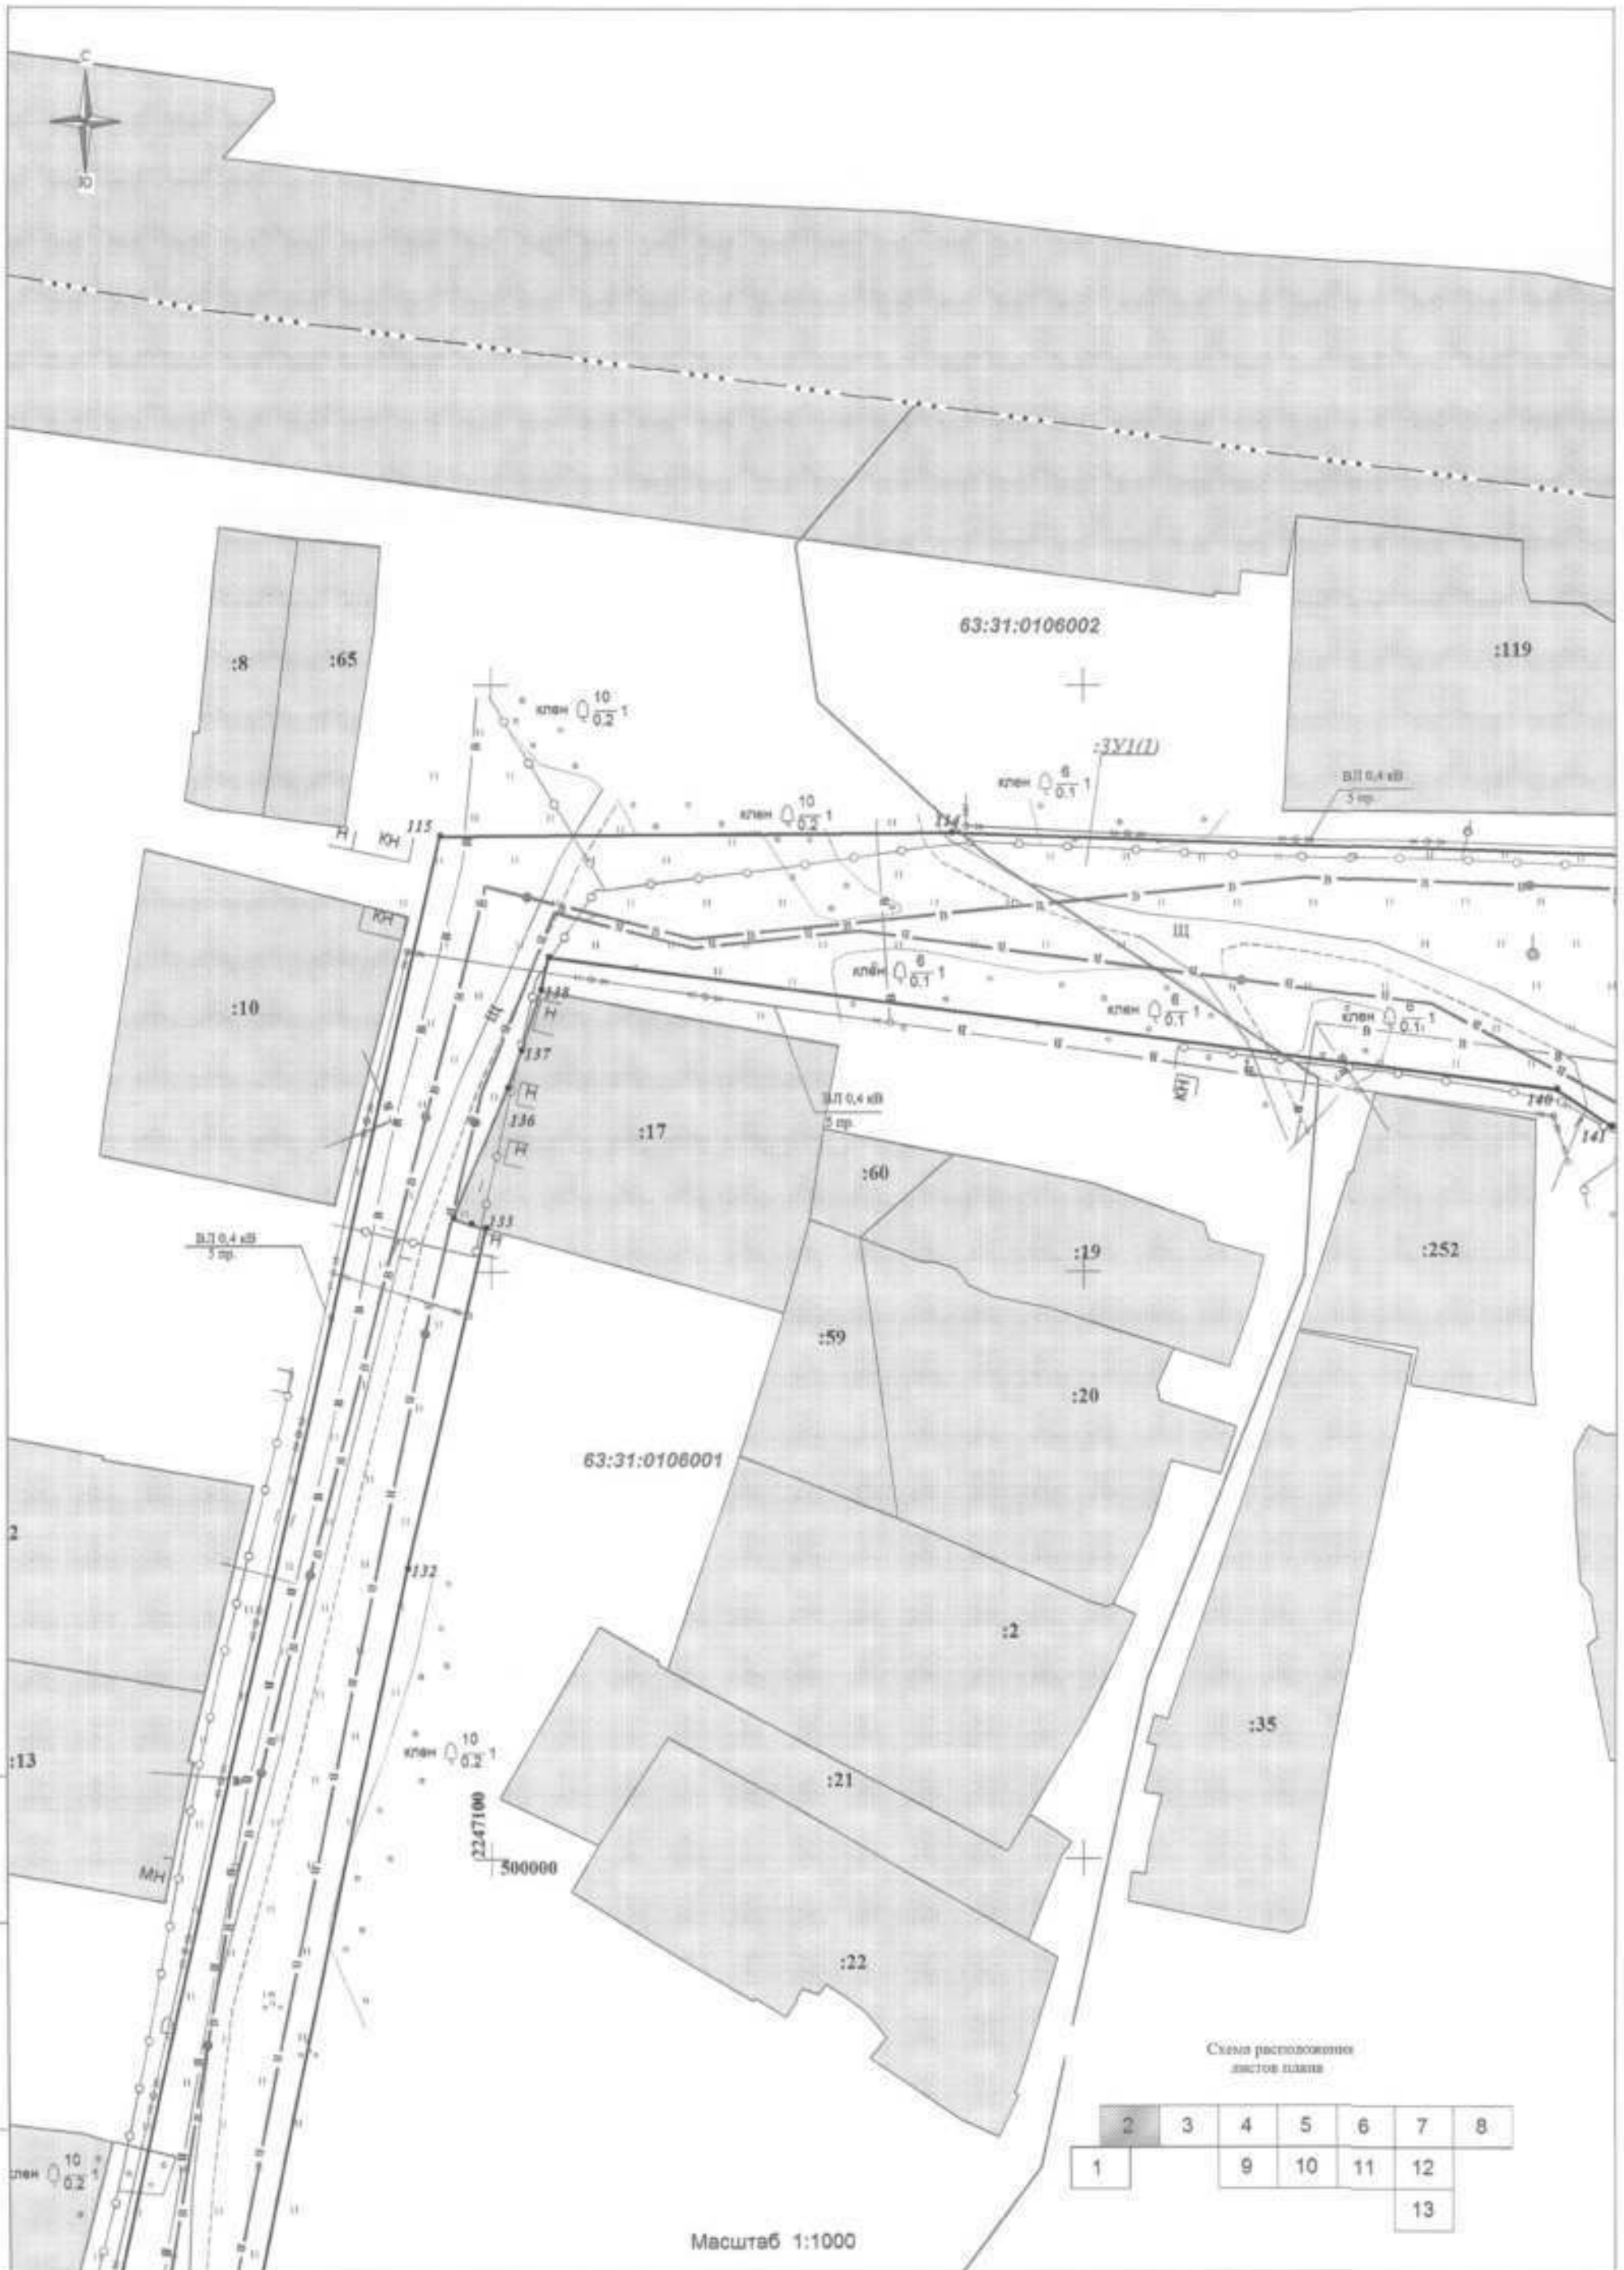 С
Ю
63:31:0106002
:119
:8
:65
клен 10 0.2 1
:ЗУ1(1)
клен 6 0.1 1
ВЛ 0,4 кВ
5 пр.
клен 10 0.2 1
114
115
Н
КН
КН
Щ
:10
клен 6 0.1 1
клен 6 0.1 1
клен 6 0.1 1
138
Н
Щ
137
Н
136
Н
КН
140
141
ВЛ 0,4 кВ
5 пр.
:17
:60
133
Н
:19
:252
ВЛ 0,4 кВ
5 пр.
:59
:20
63:31:0106001
2
132
:2
:35
:13
клен 10 0.2 1
:21
2247100
500000
МН
:22
Схема расположения
листов плана
2 3 4 5 6 7 8
1 9 10 11 12
13
клен 10 0.2 1
Масштаб 1:1000